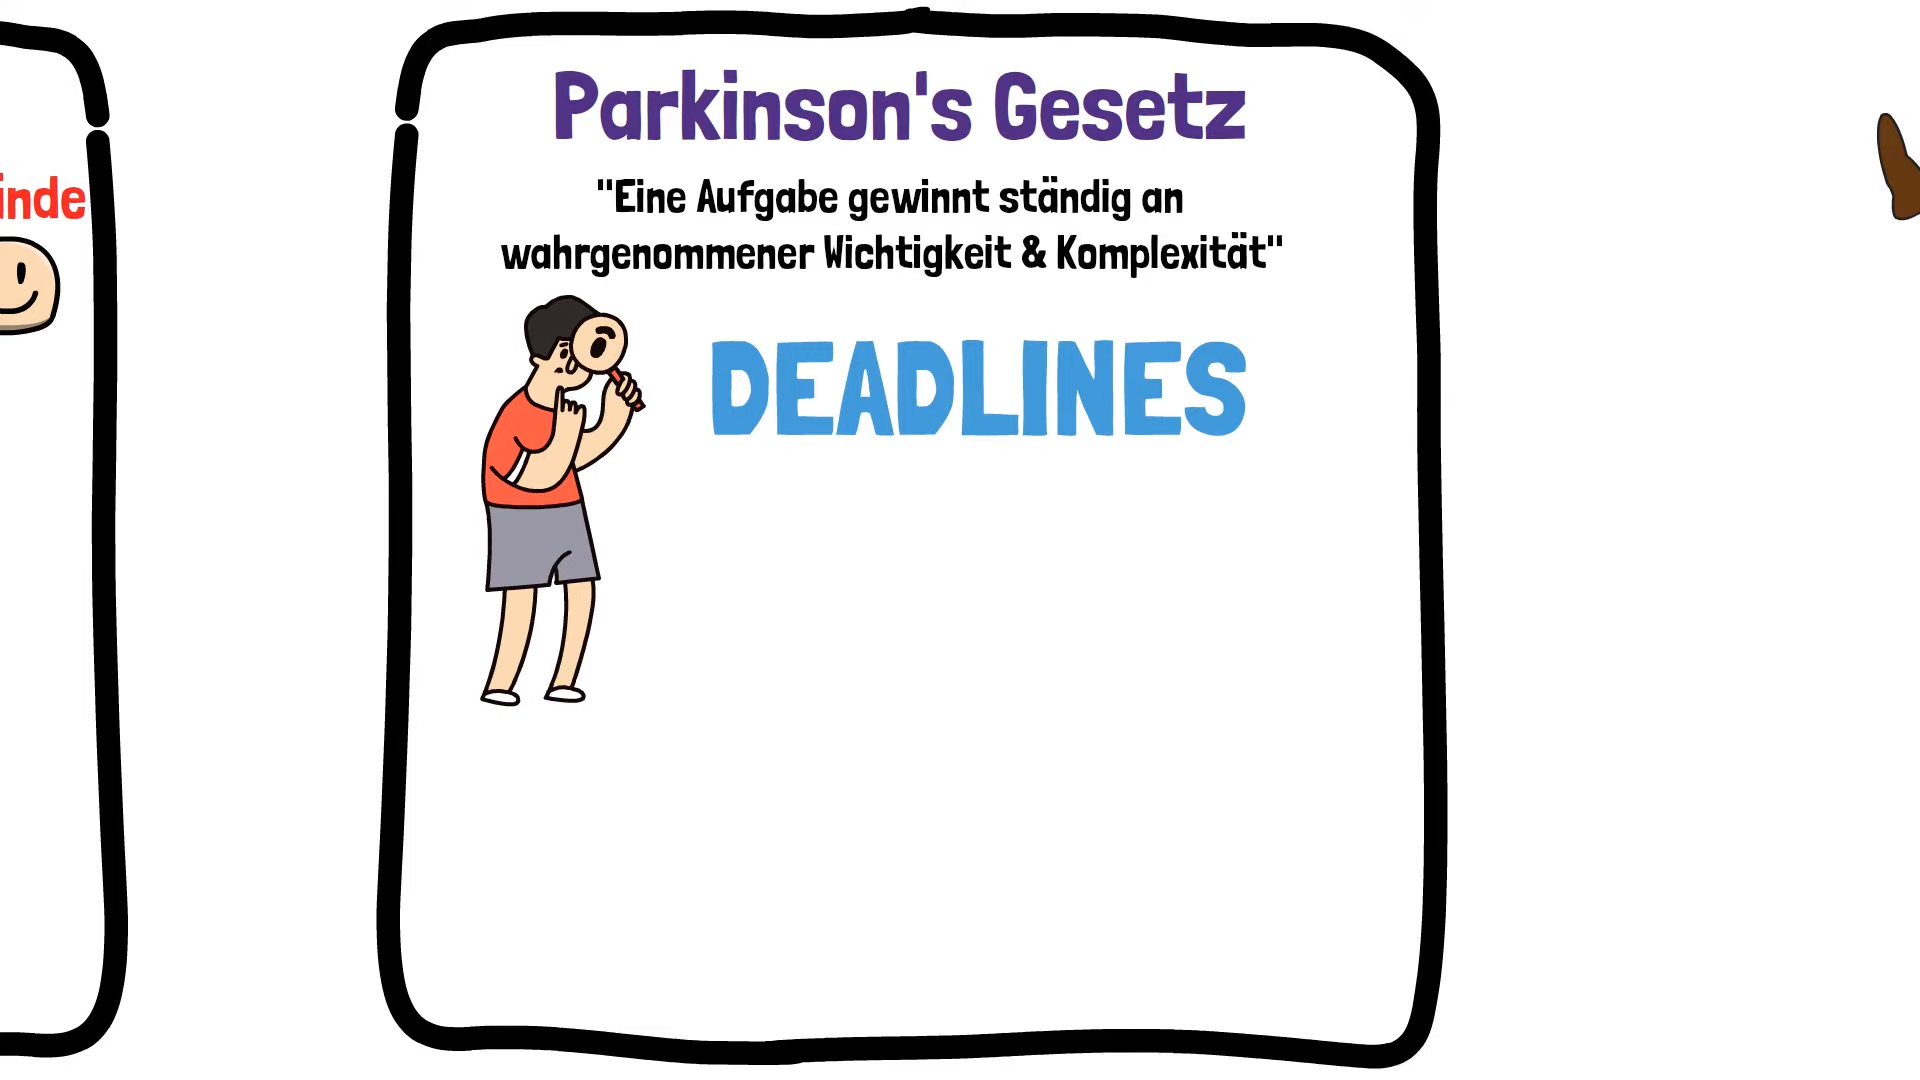 Parkinson's Gesetz
"Eine Aufgabe gewinnt ständig an
wahrgenommener Wichtigkeit & Komplexität"
DEADLINES